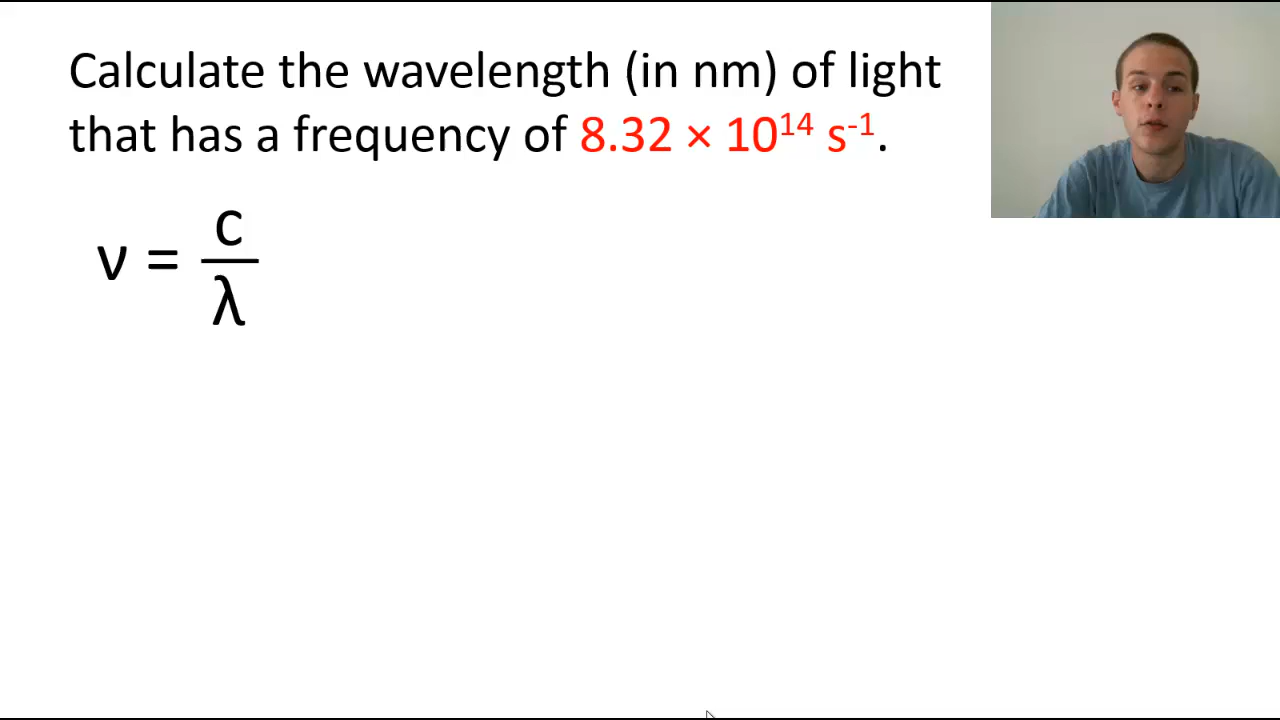 Calculate the wavelength (in nm) of light
that has a frequency of 8.32 × 10¹⁴ s⁻¹.
ν = c
λ